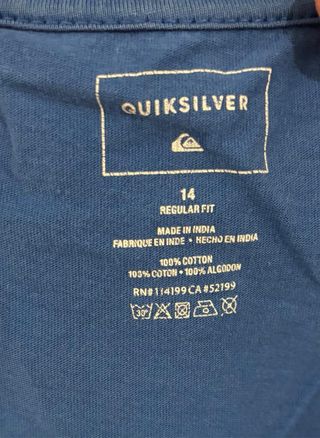 QUIKSILVER
14
REGULAR FIT
MADE IN INDIA
FABRIQUE EN INDE • HECHO EN INDIA
100% COTTON
100% COTON • 100% ALGODON
RN#114199 CA #52199
30°